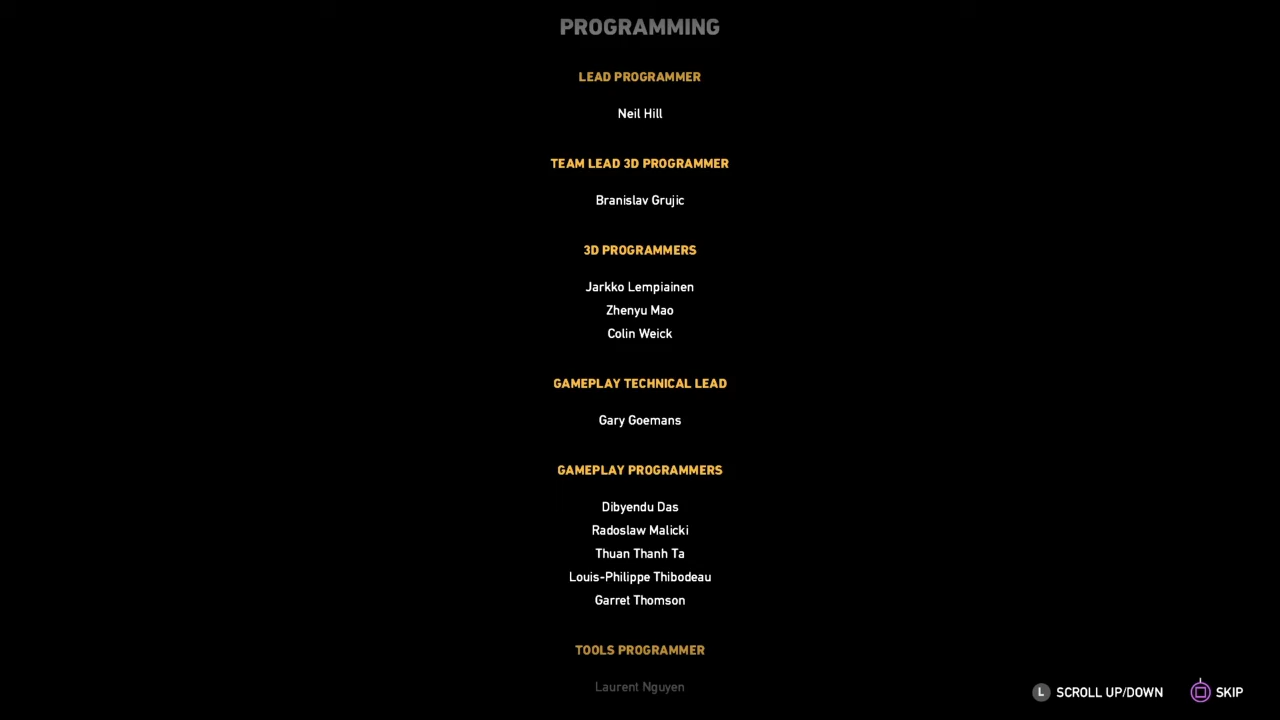 PROGRAMMING
LEAD PROGRAMMER
Neil Hill
TEAM LEAD 3D PROGRAMMER
Branislav Grujic
3D PROGRAMMERS
Jarkko Lempiainen
Zhenyu Mao
Colin Weick
GAMEPLAY TECHNICAL LEAD
Gary Goemans
GAMEPLAY PROGRAMMERS
Dibyendu Das
Radoslaw Malicki
Thuan Thanh Ta
Louis-Philippe Thibodeau
Garret Thomson
TOOLS PROGRAMMER
Laurent Nguyen
L SCROLL UP/DOWN SKIP